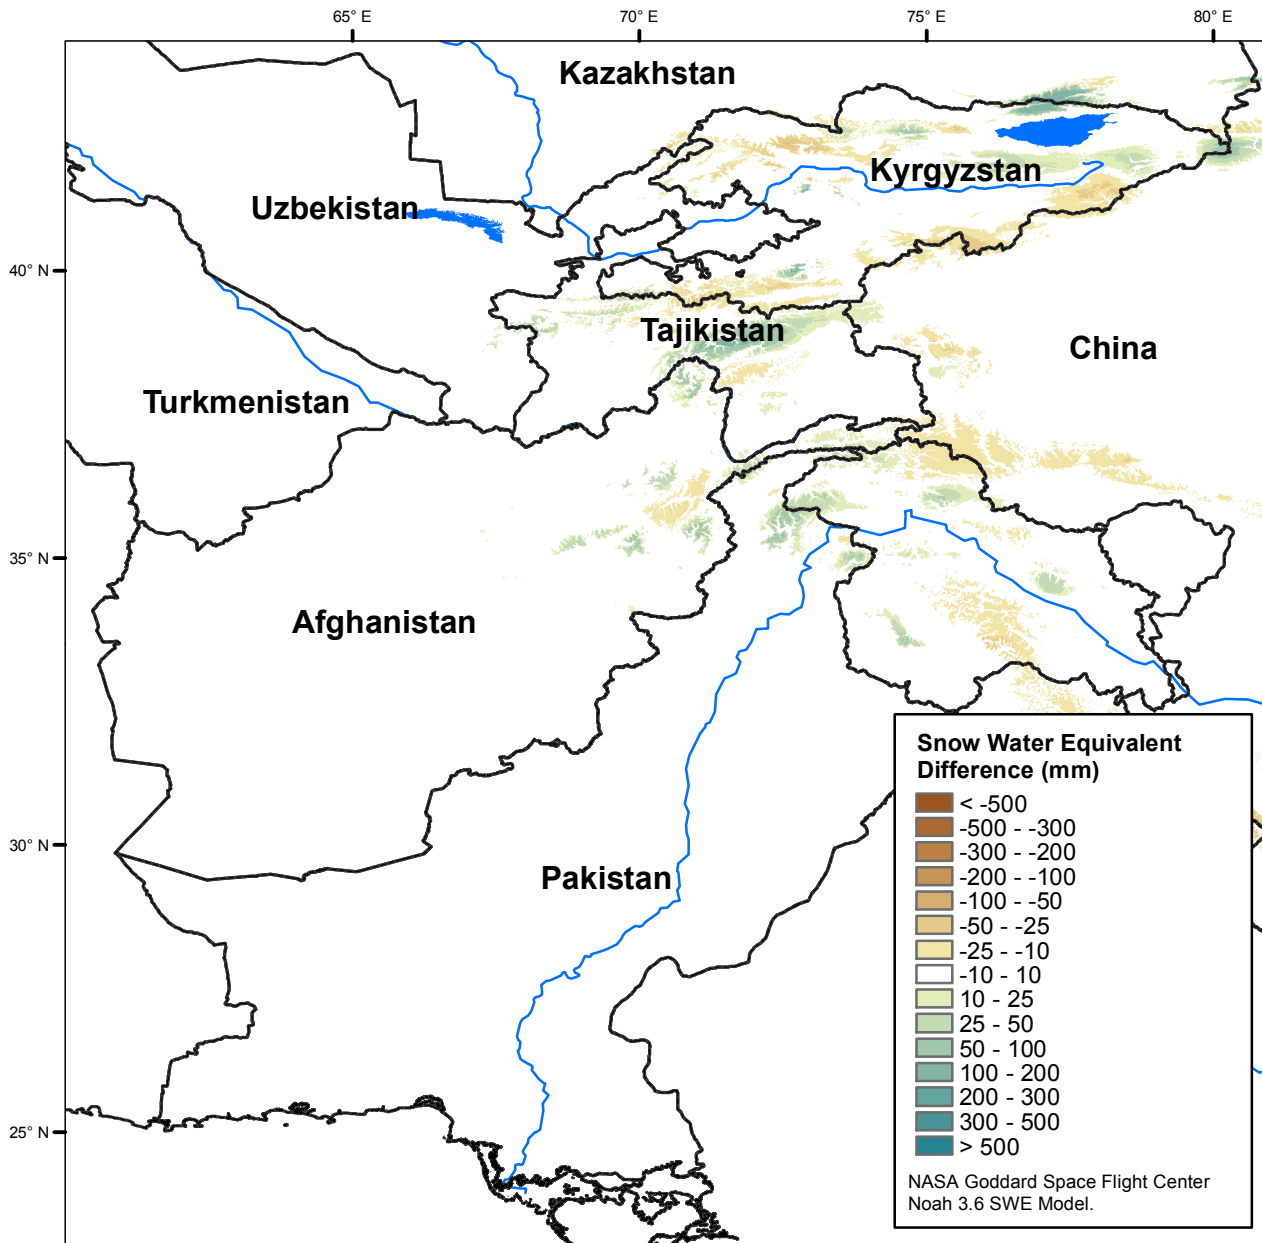 65° E
70° E
75° E
80° E
Kazakhstan
Kyrgyzstan
Uzbekistan
40° N
Tajikistan
China
Turkmenistan
35° N
Afghanistan
Snow Water Equivalent
Difference (mm)
< -500
-500 - -300
-300 - -200
-200 - -100
-100 - -50
-50 - -25
-25 - -10
-10 - 10
10 - 25
25 - 50
50 - 100
100 - 200
200 - 300
300 - 500
> 500
NASA Goddard Space Flight Center
Noah 3.6 SWE Model.
30° N
Pakistan
25° N